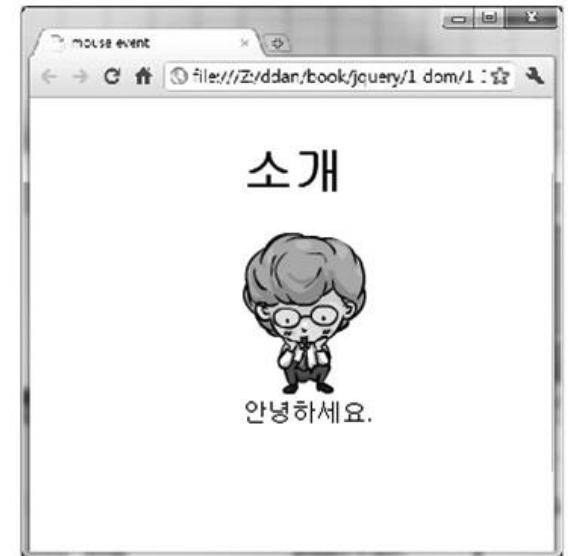 mouse event
file:///Z:/ddan/book/jquery/1 dom/1
소개
안녕하세요.